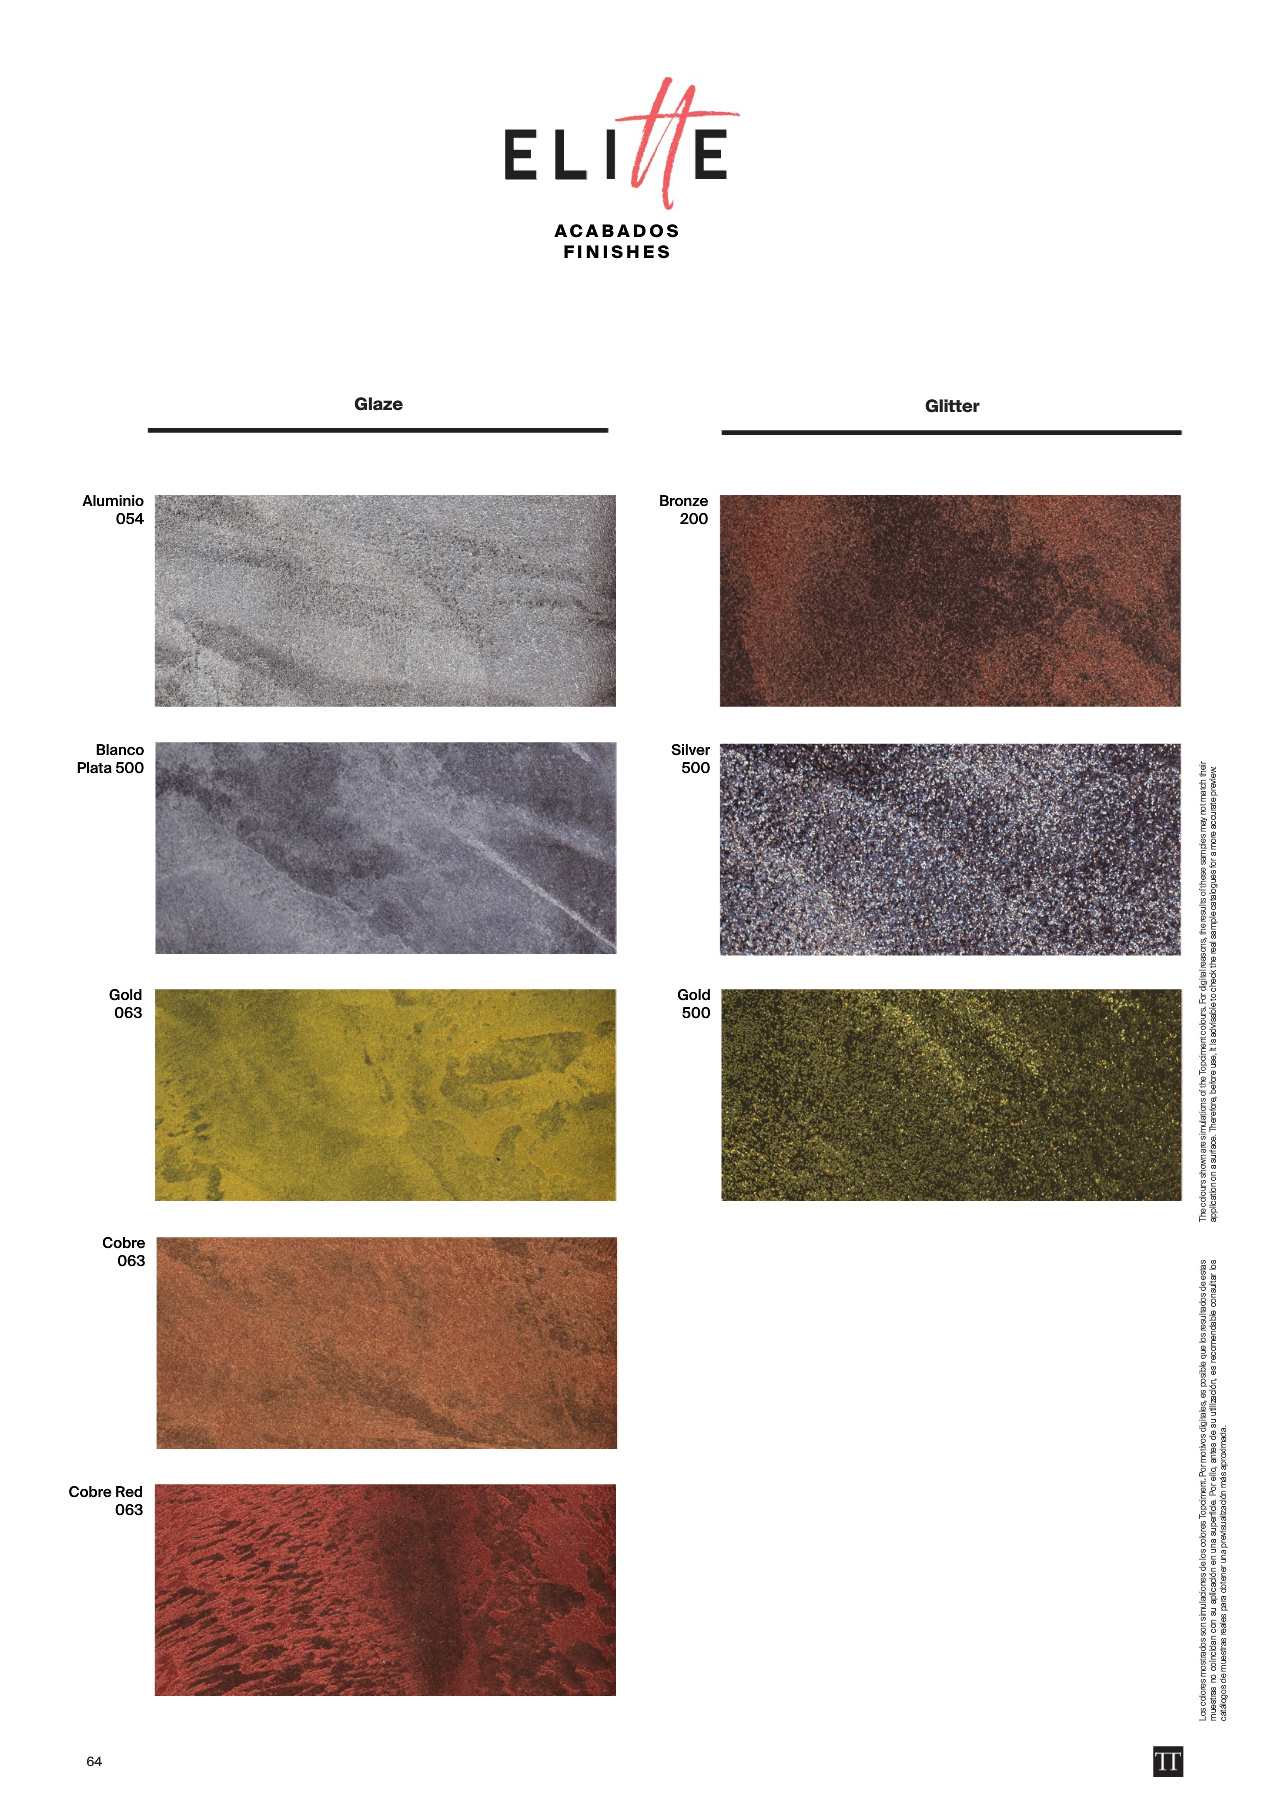 ELITTE
ACABADOS
FINISHES
Glaze
Aluminio
054
Blanco
Plata 500
Gold
063
Cobre
063
Cobre Red
063
Glitter
Bronze
200
Silver
500
Gold
500
The colours shown are simulations of the Topciment colours. For digital reasons, the results of these samples may not match their
application on a surface. Therefore, before use, it is advisable to check the real sample catalogues for a more accurate preview.
Los colores mostrados son simulaciones de los colores Topciment. Por motivos digitales, es posible que los resultados de estas
muestras no coincidan con su aplicación en una superficie. Por ello, antes de su utilización, es recomendable consultar los
catálogos de muestras reales para obtener una previsualización más aproximada.
64
TT